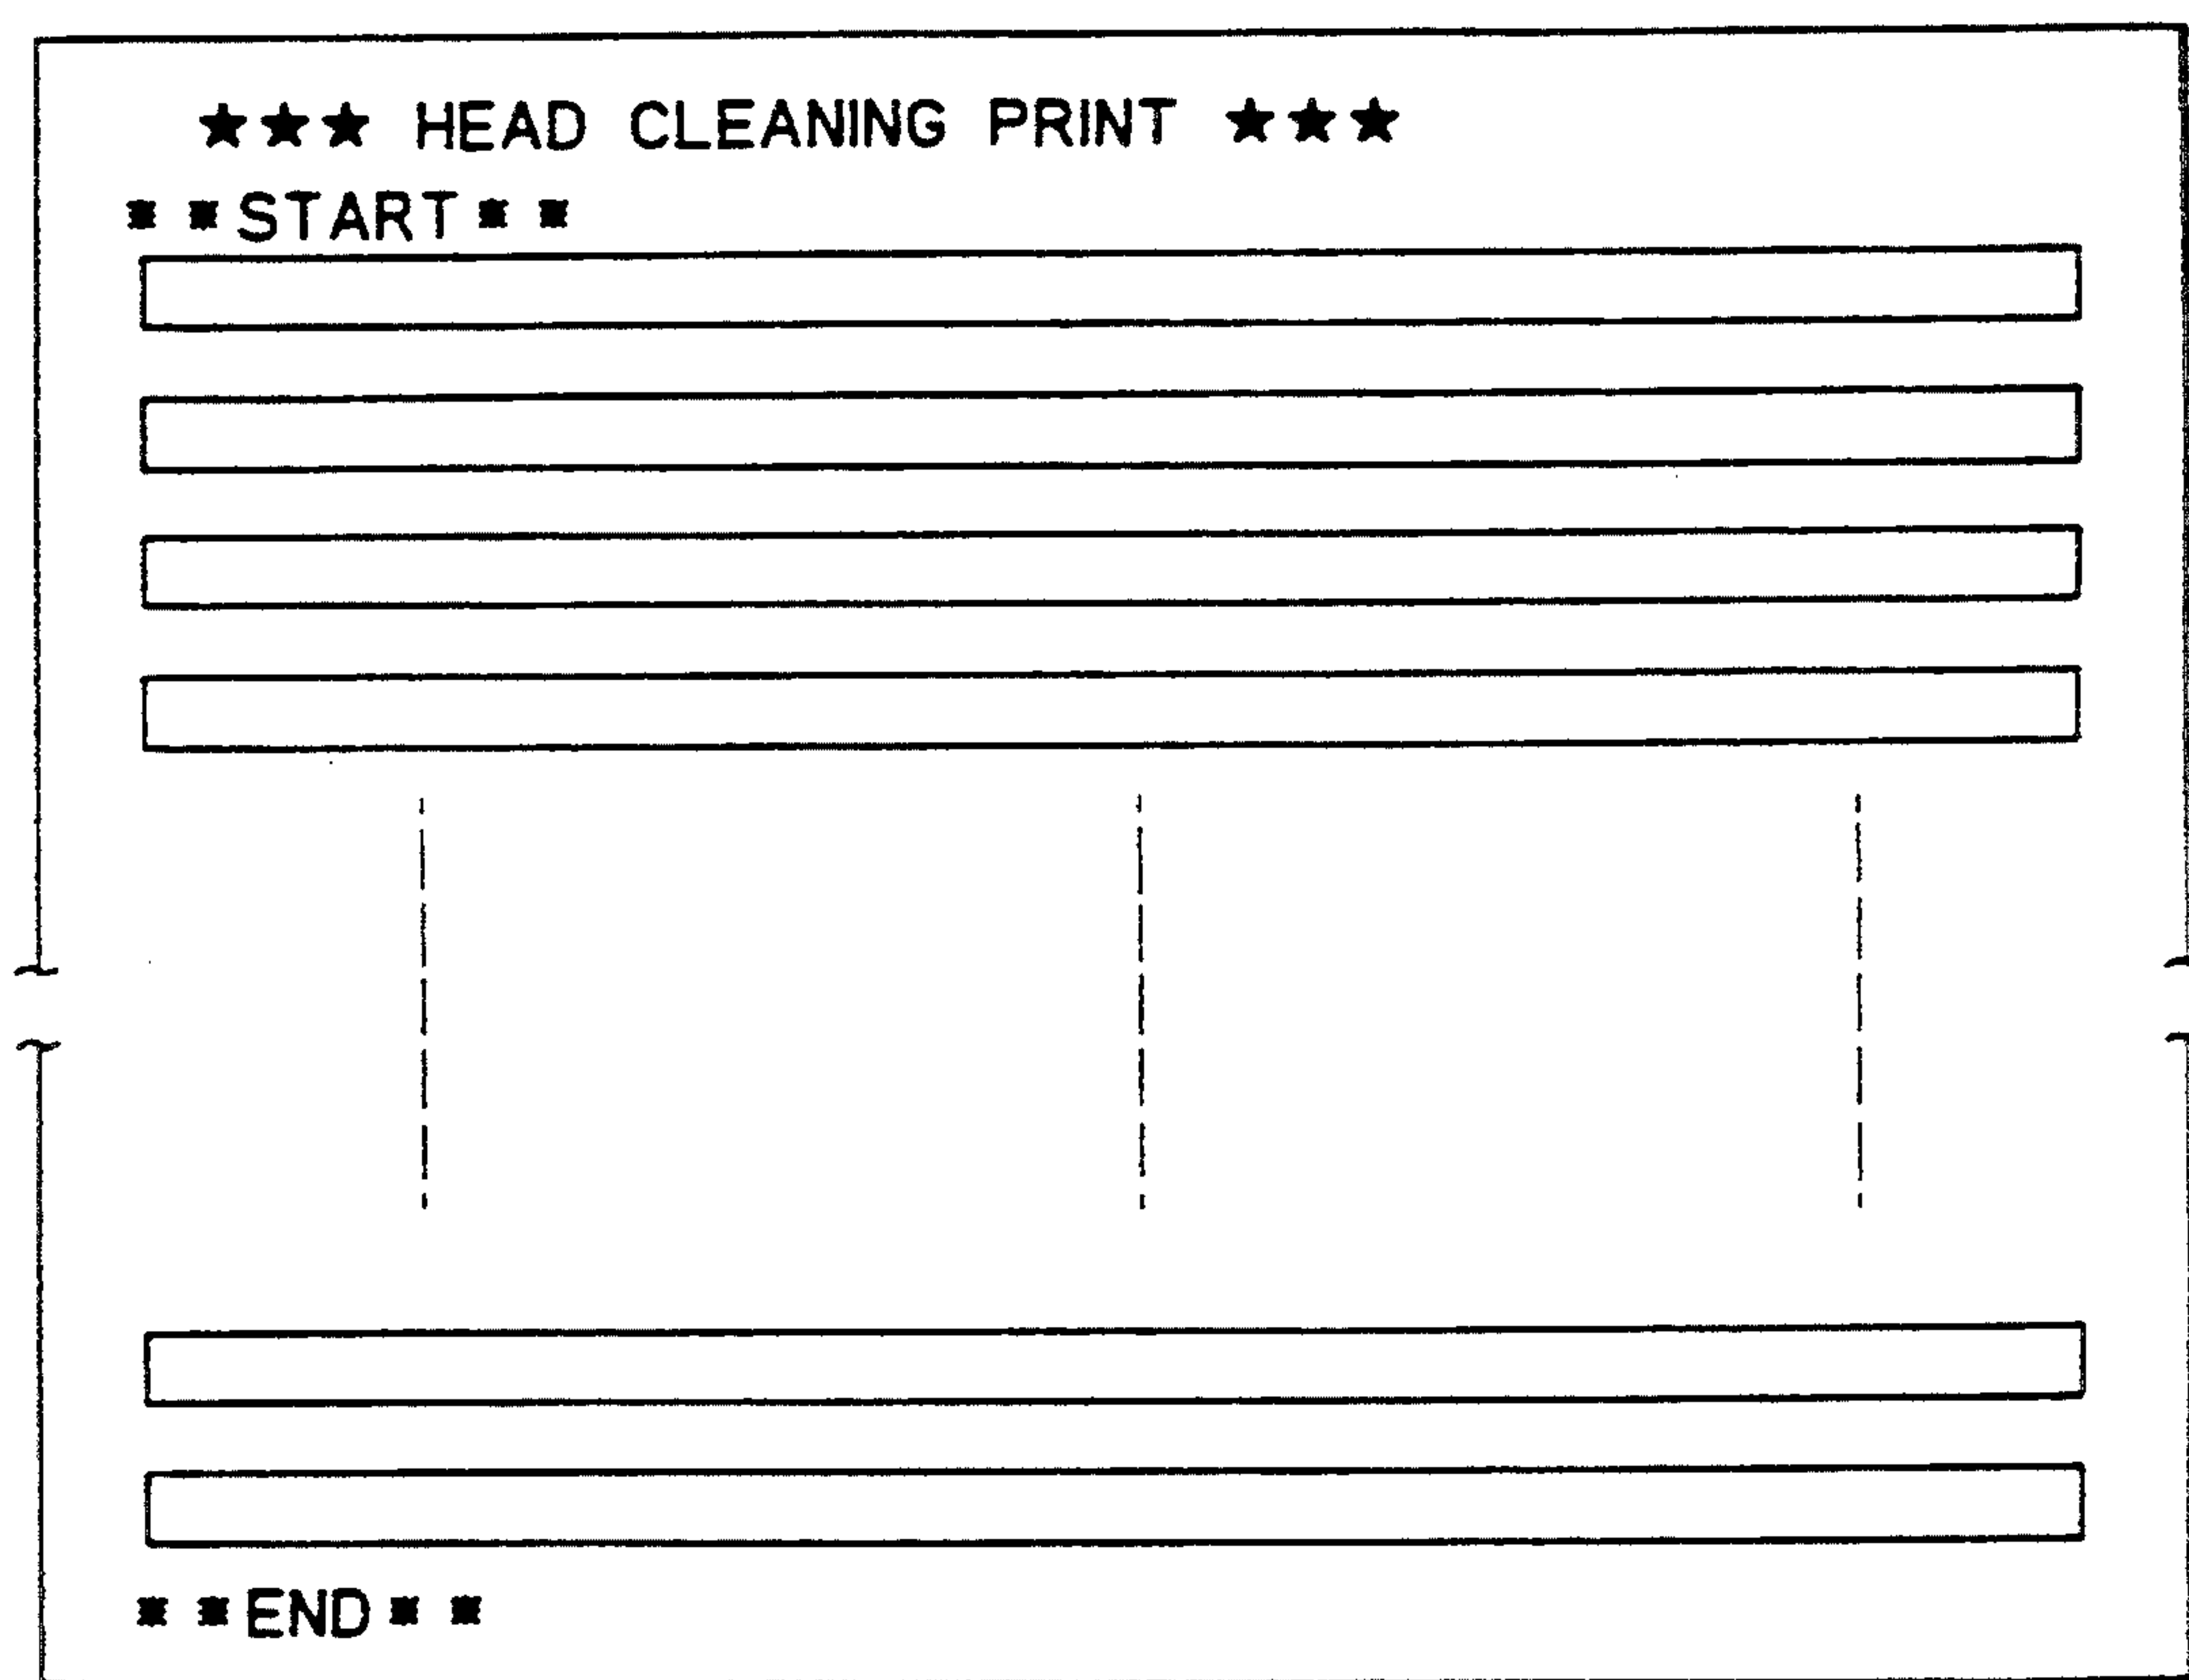 ★★★ HEAD CLEANING PRINT ★★★
**START**
**END**